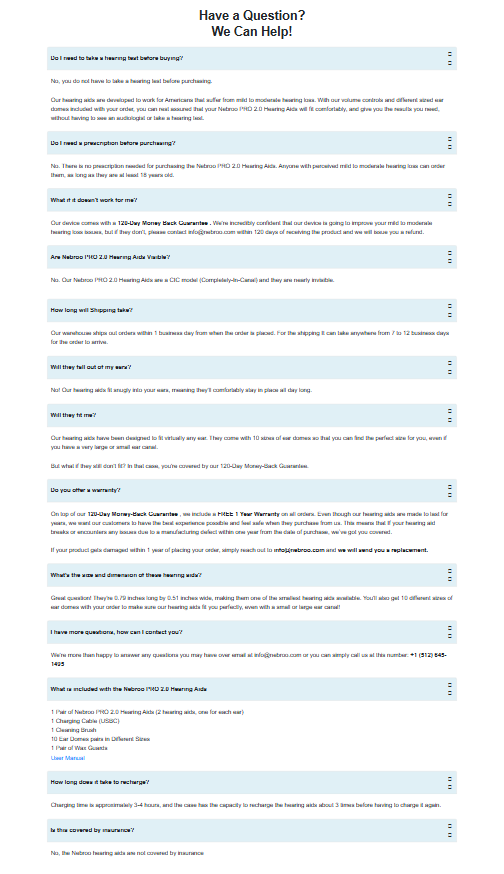 Have a Question?
We Can Help!
Do I need to take a hearing test before buying?
No, you do not have to take a hearing test before purchasing.
Our hearing aids are developed to work for Americans that suffer from mild to moderate hearing loss. With our volume controls and different sized ear
domes included with your order, you can rest assured that your Nebroo PRO 2.0 Hearing Aids will fit comfortably, and give you the results you need,
without having to see an audiologist or take a hearing test.
Do I need a prescription before purchasing?
No. There is no prescription needed for purchasing the Nebroo PRO 2.0 Hearing Aids. Anyone with perceived mild to moderate hearing loss can order
them, as long as they are at least 18 years old.
What if it doesn't work for me?
Our device comes with a 120-Day Money Back Guarantee . We're incredibly confident that our device is going to improve your mild to moderate
hearing loss issues, but if they don't, please contact info@nebroo.com within 120 days of receiving the product and we will issue you a refund.
Are Nebroo PRO 2.0 Hearing Aids Visible?
No. Our Nebroo PRO 2.0 Hearing Aids are a CIC model (Completely-In-Canal) and they are nearly invisible.
How long will Shipping take?
Our warehouse ships out orders within 1 business day from when the order is placed. For the shipping it can take anywhere from 7 to 12 business days
for the order to arrive.
Will they fall out of my ears?
No! Our hearing aids fit snugly into your ears, meaning they'll comfortably stay in place all day long.
Will they fit me?
Our hearing aids have been designed to fit virtually any ear. They come with 10 sizes of ear domes so that you can find the perfect size for you, even if
you have a very large or small ear canal.
But what if they still don't fit? In that case, you're covered by our 120-Day Money-Back Guarantee.
Do you offer a warranty?
On top of our 120-Day Money-Back Guarantee , we include a FREE 1 Year Warranty on all orders. Even though our hearing aids are made to last for
years, we want our customers to have the best experience possible and feel safe when they purchase from us. This means that if your hearing aid
breaks or encounters any issues due to a manufacturing defect within one year from the date of purchase, we've got you covered.
If your product gets damaged within 1 year of placing your order, simply reach out to info@nebroo.com and we will send you a replacement.
What's the size and dimension of these hearing aids?
Great question! They're 0.79 inches long by 0.51 inches wide, making them one of the smallest hearing aids available. You'll also get 10 different sizes of
ear domes with your order to make sure our hearing aids fit you perfectly, even with a small or large ear canal!
I have more questions, how can I contact you?
We're more than happy to answer any questions you may have over email at info@nebroo.com or you can simply call us at this number: +1 (512) 645-
1495
What is included with the Nebroo PRO 2.0 Hearing Aids
1 Pair of Nebroo PRO 2.0 Hearing Aids (2 hearing aids, one for each ear)
1 Charging Cable (USBC)
1 Cleaning Brush
10 Ear Domes pairs in Different Sizes
1 Pair of Wax Guards
User Manual
How long does it take to recharge?
Charging time is approximately 3-4 hours, and the case has the capacity to recharge the hearing aids about 3 times before having to charge it again.
Is this covered by insurance?
No, the Nebroo hearing aids are not covered by insurance